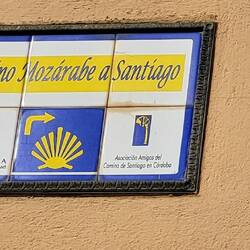 no Mozárabe a Santiago
Asociación Amigos del
Camino de Santiago en Córdoba